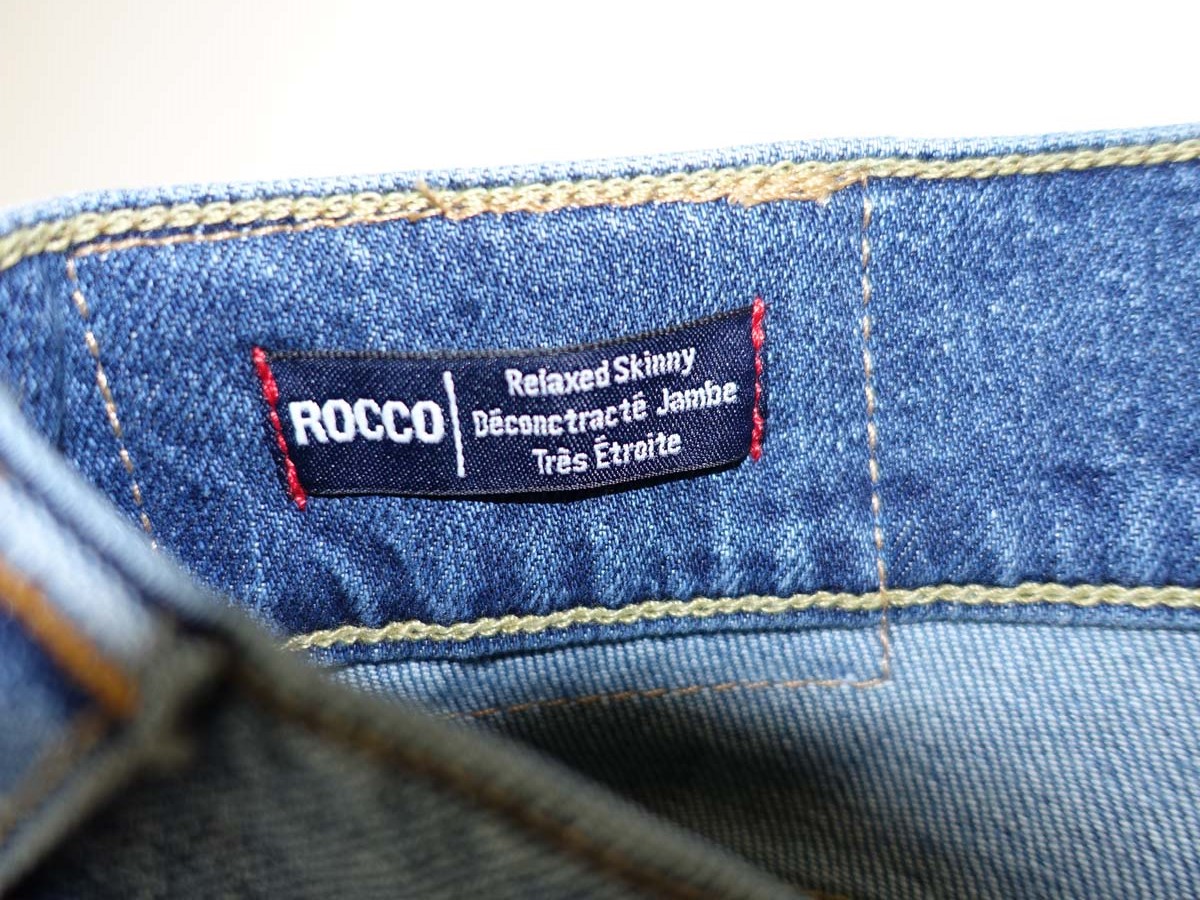 ROCCO
Relaxed Skinny
Déconctracté Jambe
Très Étroite